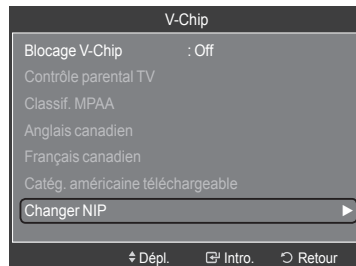 V-Chip
Blocage V-Chip : Off
Contrôle parental TV
Classif. MPAA
Anglais canadien
Français canadien
Catég. américaine téléchargeable
Changer NIP
Dépl. Intro. Retour